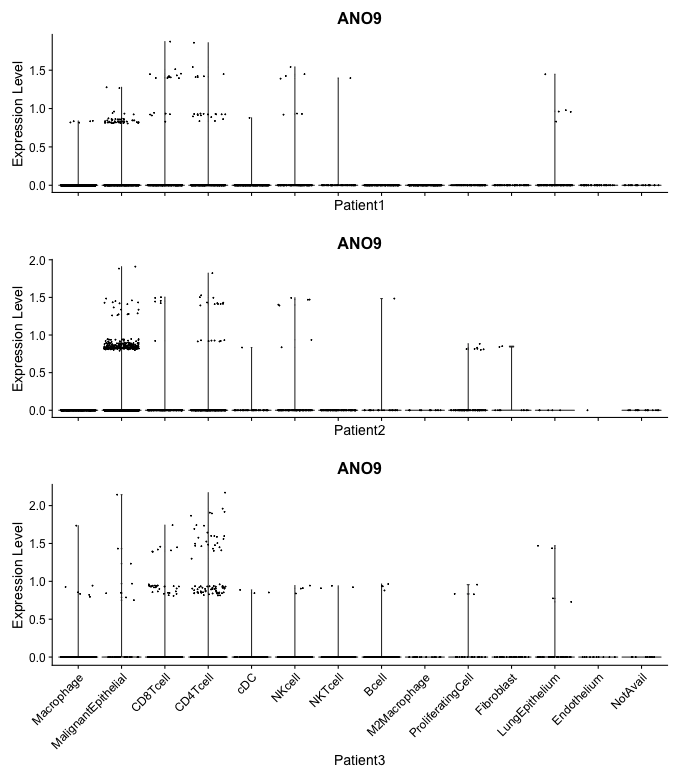 ANO9
Expression Level
1.5
1.0
0.5
0.0
Patient1
ANO9
Expression Level
2.0
1.5
1.0
0.5
0.0
Patient2
ANO9
Expression Level
2.0
1.5
1.0
0.5
0.0
Macrophage
MalignantEpithelial
CD8Tcell
CD4Tcell
cDC
NKcell
NKTcell
Bcell
M2Macrophage
ProliferatingCell
Fibroblast
LungEpithelium
Endothelium
NotAvail
Patient3